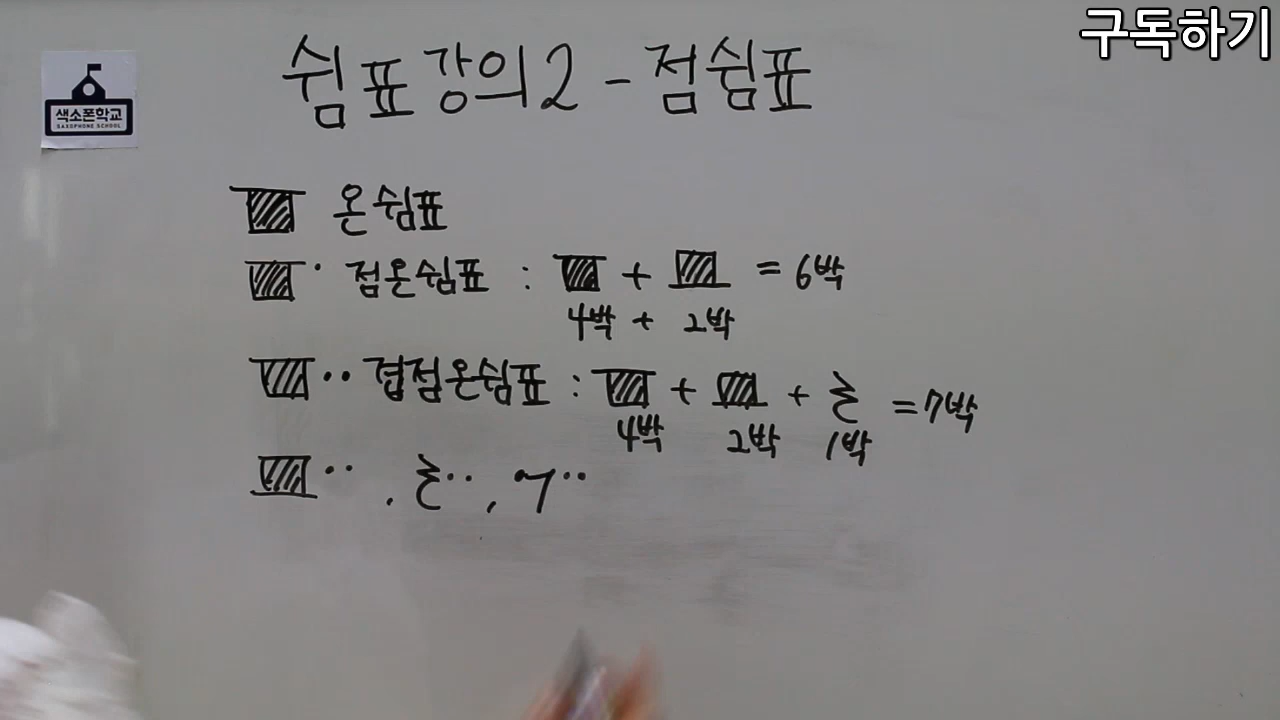 구독하기
색소폰학교
SAXOPHONE SCHOOL
쉼표강의2 - 점쉼표
온쉼표
점온쉼표 : + = 6박
4박 + 2박
겹점온쉼표 : + + = 7박
4박 2박 1박